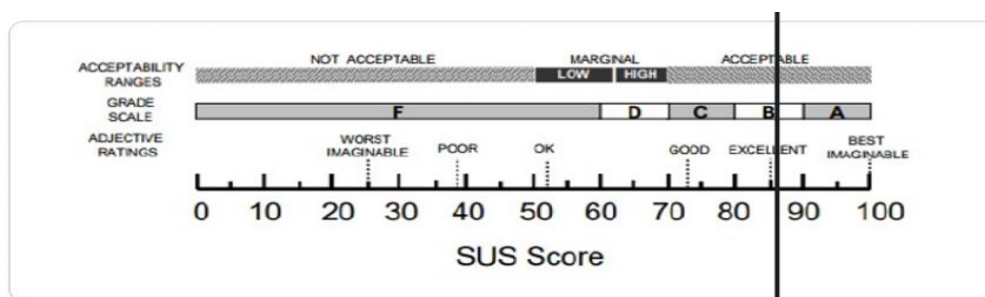 NOT ACCEPTABLE MARGINAL ACCEPTABLE
ACCEPTABILITY RANGES LOW HIGH
GRADE SCALE F D C B A
ADJECTIVE RATINGS WORST IMAGINABLE POOR OK GOOD EXCELLENT BEST IMAGINABLE
0 10 20 30 40 50 60 70 80 90 100
SUS Score